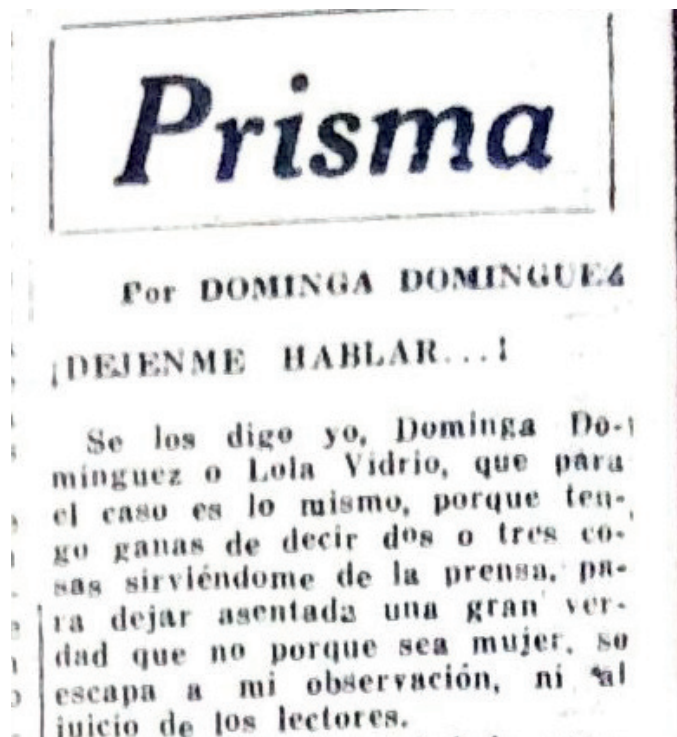 Prisma
Por DOMINGA DOMINGUEZ
¡DEJENME HABLAR...!
Se los digo yo, Dominga Do-
minguez o Lola Vidrio, que para
el caso es lo mismo, porque ten-
go ganas de decir dos o tres co-
sas sirviéndome de la prensa, pa-
ra dejar asentada una gran ver-
dad que no porque sea mujer, se
escapa a mi observación, ni al
juicio de los lectores.